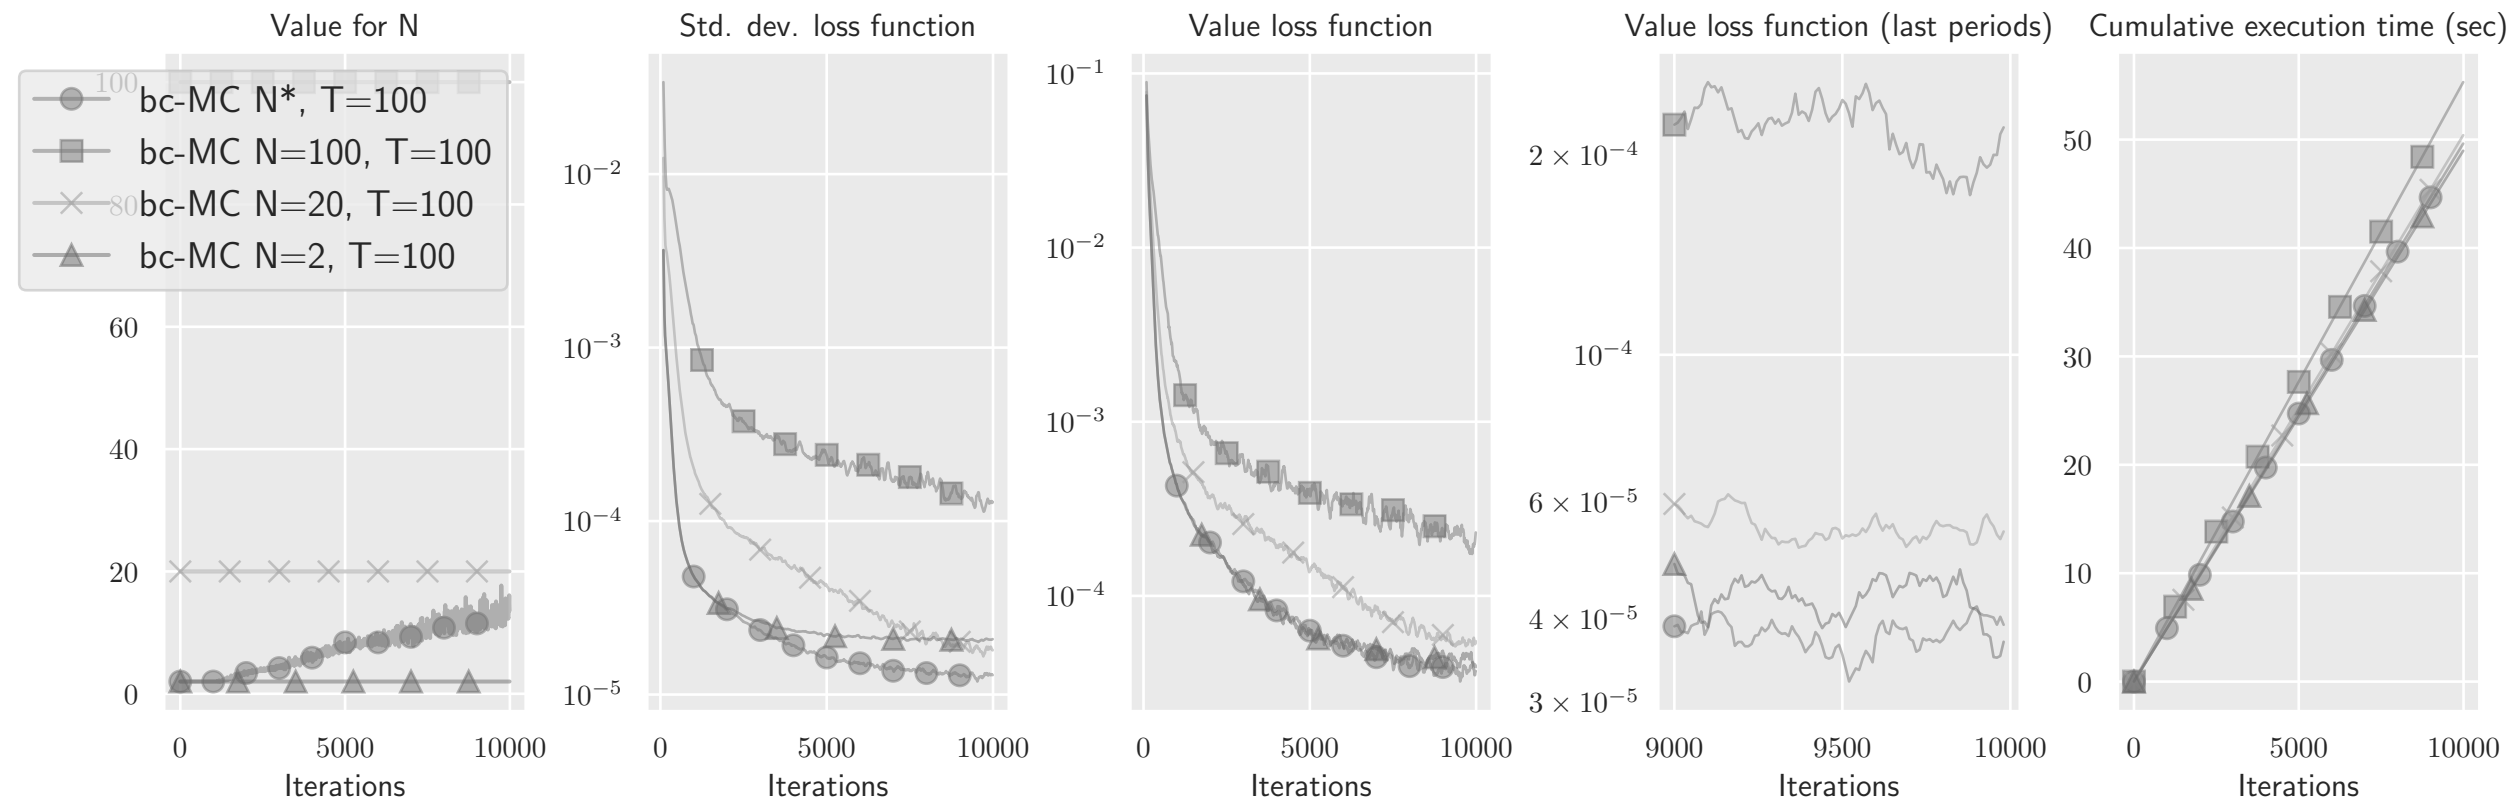 Value for N
Std. dev. loss function
Value loss function
Value loss function (last periods)
Cumulative execution time (sec)
bc-MC N*, T=100
bc-MC N=100, T=100
bc-MC N=20, T=100
bc-MC N=2, T=100
100
80
60
40
20
0
0 5000 10000
Iterations
10⁻²
10⁻³
10⁻⁴
10⁻⁵
0 5000 10000
Iterations
10⁻¹
10⁻²
10⁻³
10⁻⁴
0 5000 10000
Iterations
2 × 10⁻⁴
10⁻⁴
6 × 10⁻⁵
4 × 10⁻⁵
3 × 10⁻⁵
9000 9500 10000
Iterations
50
40
30
20
10
0
0 5000 10000
Iterations